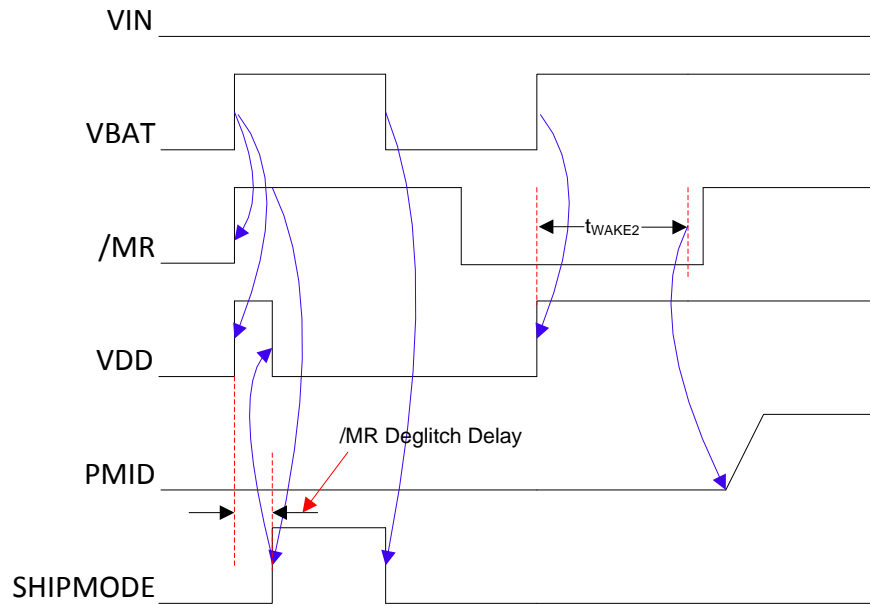 VIN
VBAT
/MR
tWAKE2
VDD
/MR Deglitch Delay
PMID
SHIPMODE